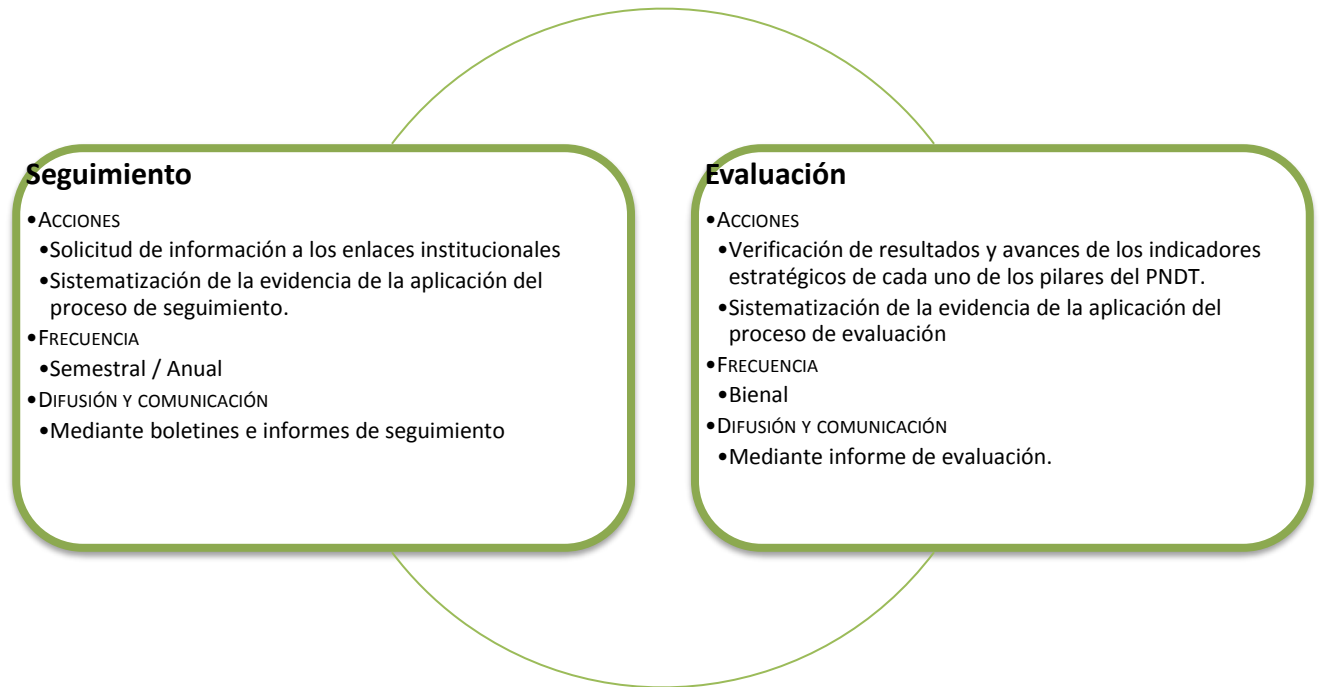 Seguimiento
•ACCIONES
•Solicitud de información a los enlaces institucionales
•Sistematización de la evidencia de la aplicación del
proceso de seguimiento.
•FRECUENCIA
•Semestral / Anual
•DIFUSIÓN Y COMUNICACIÓN
•Mediante boletines e informes de seguimiento
Evaluación
•ACCIONES
•Verificación de resultados y avances de los indicadores
estratégicos de cada uno de los pilares del PNDT.
•Sistematización de la evidencia de la aplicación del
proceso de evaluación
•FRECUENCIA
•Bienal
•DIFUSIÓN Y COMUNICACIÓN
•Mediante informe de evaluación.